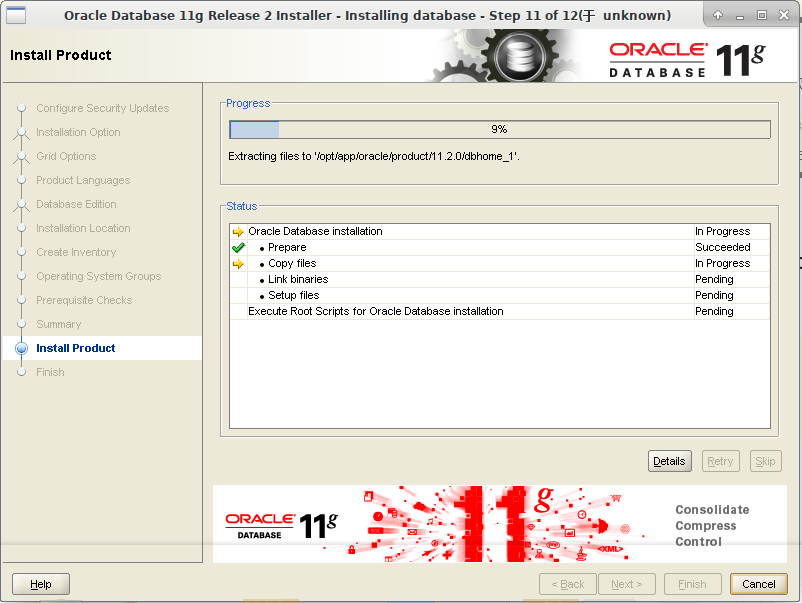 Oracle Database 11g Release 2 Installer - Installing database - Step 11 of 12(于 unknown)
Install Product
ORACLE
DATABASE
11g
Configure Security Updates
Installation Option
Grid Options
Product Languages
Database Edition
Installation Location
Create Inventory
Operating System Groups
Prerequisite Checks
Summary
Install Product
Finish
Progress
9%
Extracting files to '/opt/app/oracle/product/11.2.0/dbhome_1'.
Status
Oracle Database installation In Progress
• Prepare Succeeded
• Copy files In Progress
• Link binaries Pending
• Setup files Pending
Execute Root Scripts for Oracle Database installation Pending
Details Retry Skip
ORACLE
DATABASE
11g
11g
<XML>
Consolidate
Compress
Control
Help < Back Next > Finish Cancel